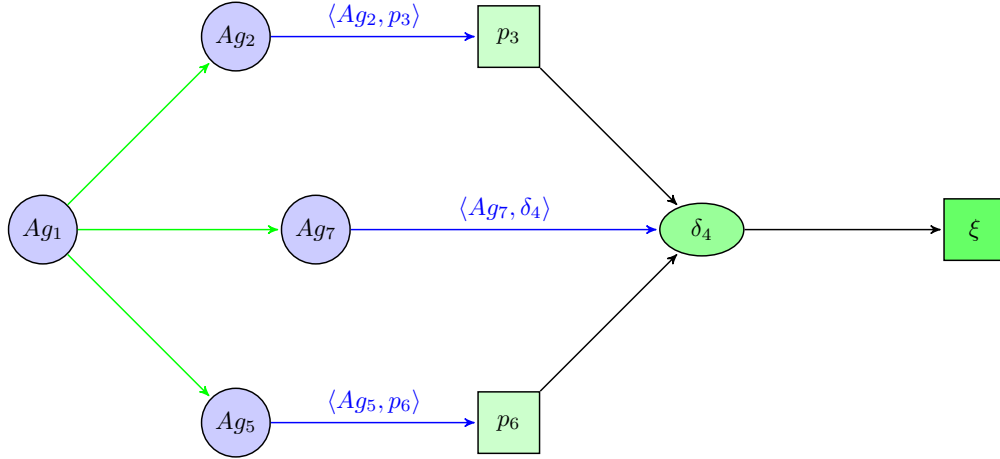 Ag₂
⟨Ag₂, p₃⟩
p₃
Ag₁
Ag₇
⟨Ag₇, δ₄⟩
δ₄
ξ
Ag₅
⟨Ag₅, p₆⟩
p₆